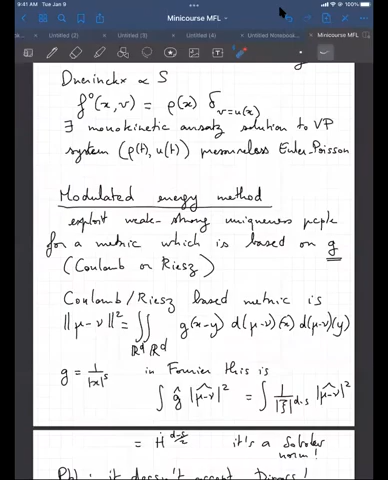 9:41 AM Tue Jan 9
100%
Minicourse MFL
Untitled (2)
Untitled (3)
Untitled (4)
Untitled Notebook
Minicourse MFL
Duerinckx ∝ S
f⁰(x,v) = ρ(x) δ_{v=u(x)}
∃ monokinetic ansatz solution to VP
system (ρ(t), u(t)) pressureless Euler-Poisson
Modulated energy method
exploit weak-strong uniqueness pcple
for a metric which is based on g
(Coulomb or Riesz)
Coulomb/Riesz based metric is
||μ-ν||² = ∬_{ℝᵈ×ℝᵈ} g(x-y) d(μ-ν)(x) d(μ-ν)(y)
g = 1/|x|^s in Fourier this is
∫ ĝ |μ̂-ν|² = ∫ 1/|ξ|^{d-s} |μ̂-ν|²
= Ḣ^{\frac{d-s}{2}} it's a Sobolev
norm!
Pb: it doesn't accept Diracs!